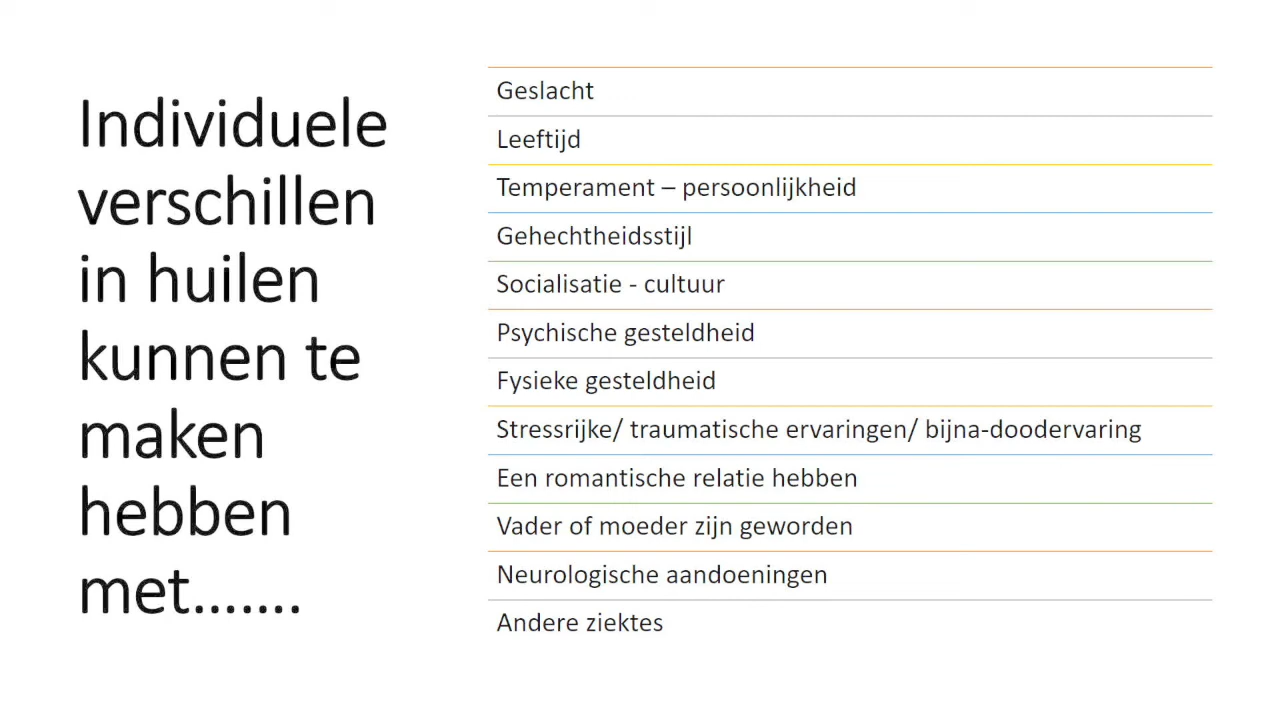 Individuele
verschillen
in huilen
kunnen te
maken
hebben
met.......
Geslacht
Leeftijd
Temperament – persoonlijkheid
Gehechtheidsstijl
Socialisatie - cultuur
Psychische gesteldheid
Fysieke gesteldheid
Stressrijke/ traumatische ervaringen/ bijna-doodervaring
Een romantische relatie hebben
Vader of moeder zijn geworden
Neurologische aandoeningen
Andere ziektes